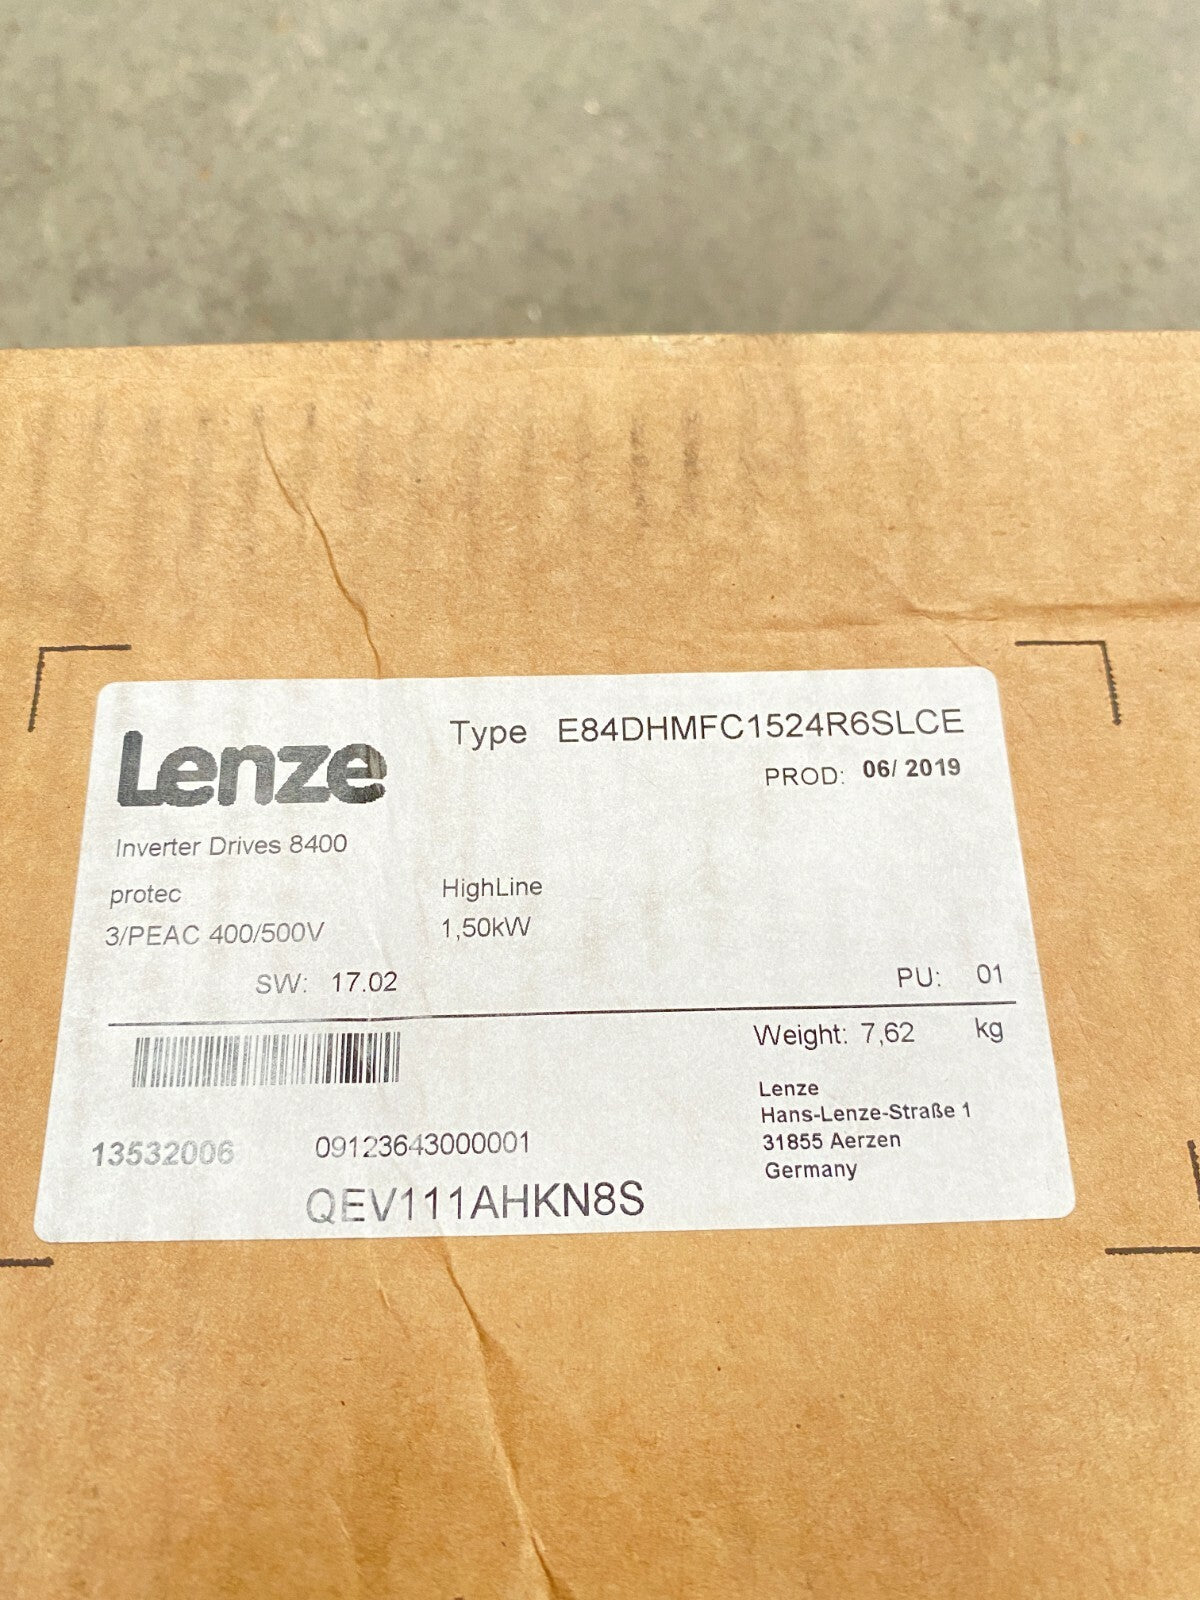 Lenze
Type E84DHMFC1524R6SLCE
PROD: 06/ 2019
Inverter Drives 8400
protec HighLine
3/PEAC 400/500V 1,50kW
SW: 17.02 PU: 01
Weight: 7,62 kg
Lenze
Hans-Lenze-Straße 1
31855 Aerzen
Germany
13532006 09123643000001
QEV111AHKN8S